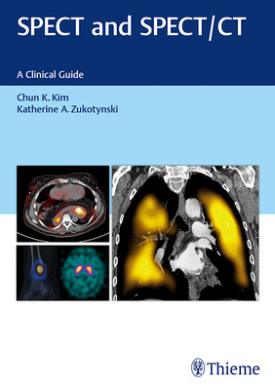 SPECT and SPECT/CT
A Clinical Guide
Chun K. Kim
Katherine A. Zukotynski
Thieme